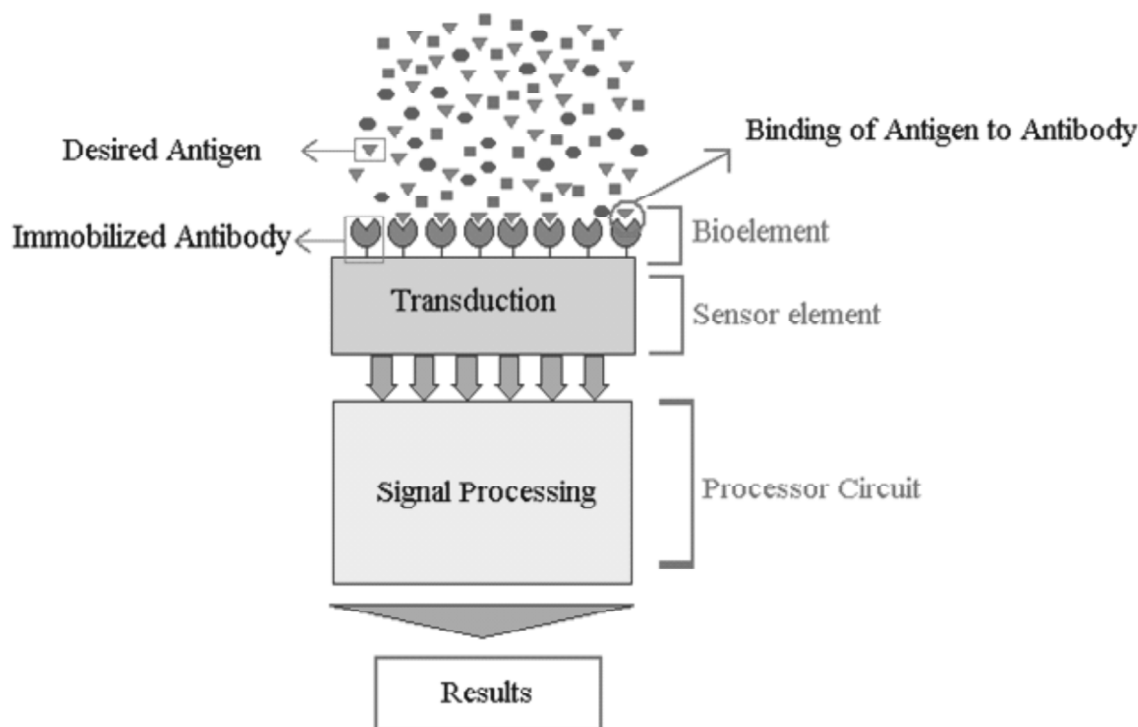 Desired Antigen
Binding of Antigen to Antibody
Immobilized Antibody
Bioelement
Transduction
Sensor element
Signal Processing
Processor Circuit
Results